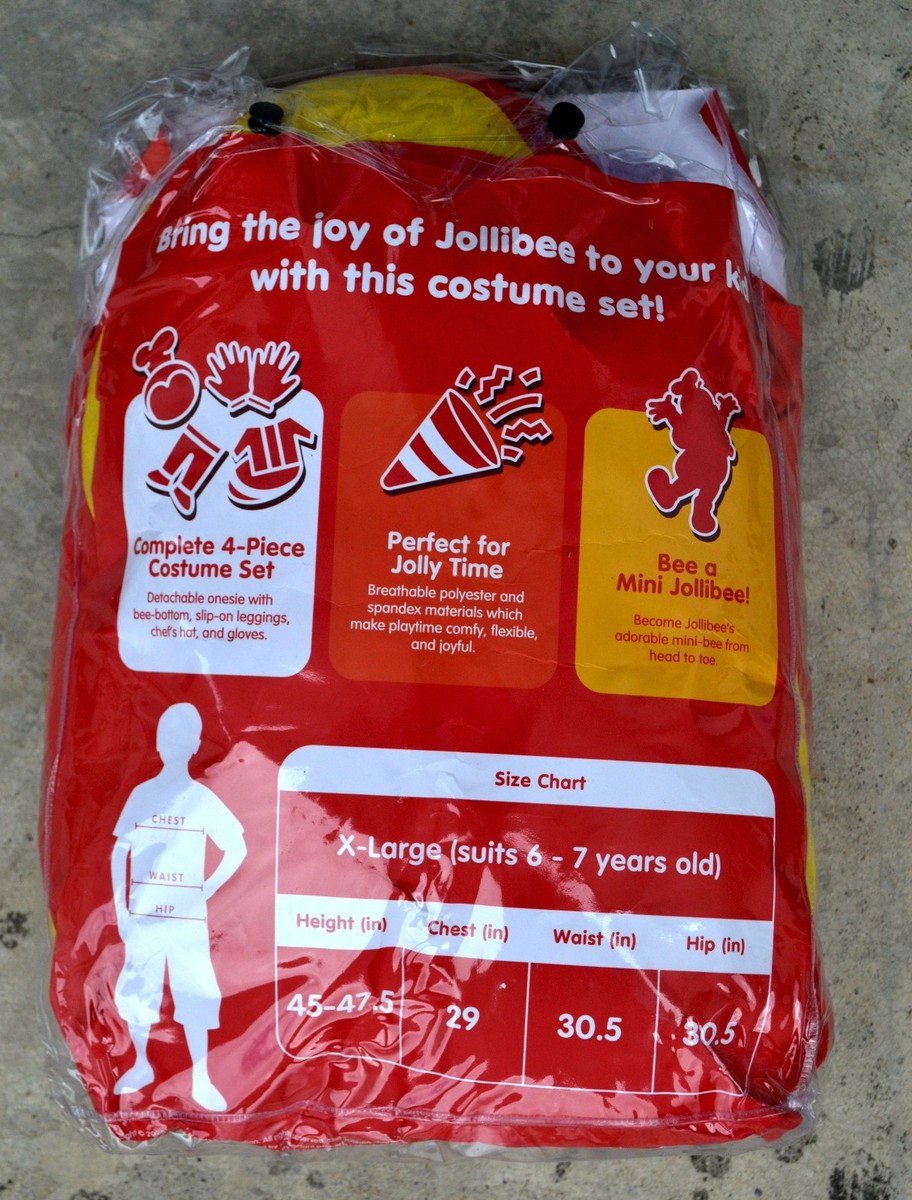 Bring the joy of Jollibee to your kid
with this costume set!
Complete 4-Piece
Costume Set
Detachable onesie with
bee-bottom, slip-on leggings,
chef's hat, and gloves.
Perfect for
Jolly Time
Breathable polyester and
spandex materials which
make playtime comfy, flexible,
and joyful.
Bee a
Mini Jollibee!
Become Jollibee's
adorable mini-bee from
head to toe.
CHEST
WAIST
HIP
Size Chart
X-Large (suits 6 - 7 years old)
Height (in) Chest (in) Waist (in) Hip (in)
45-47.5 29 30.5 30.5